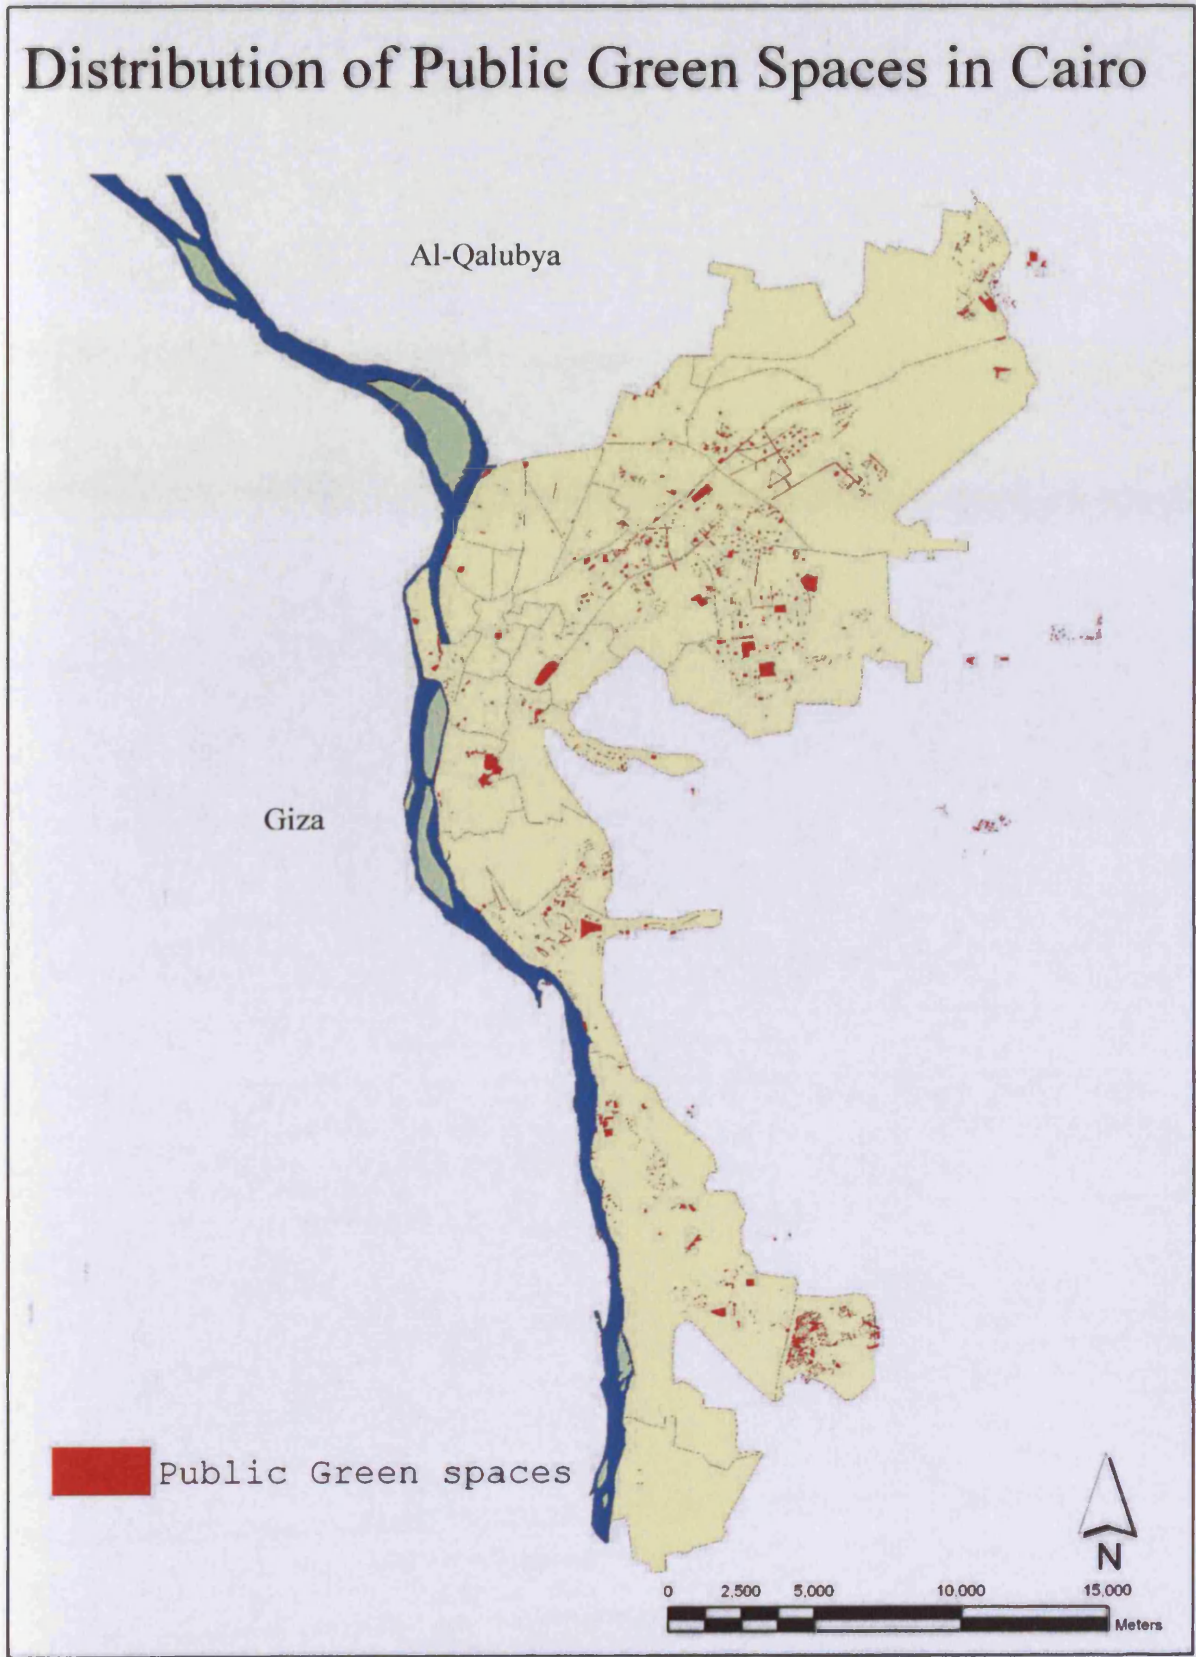 Distribution of Public Green Spaces in Cairo
Al-Qalubya
Giza
Public Green spaces
N
0 2,500 5,000 10,000 15,000
Meters